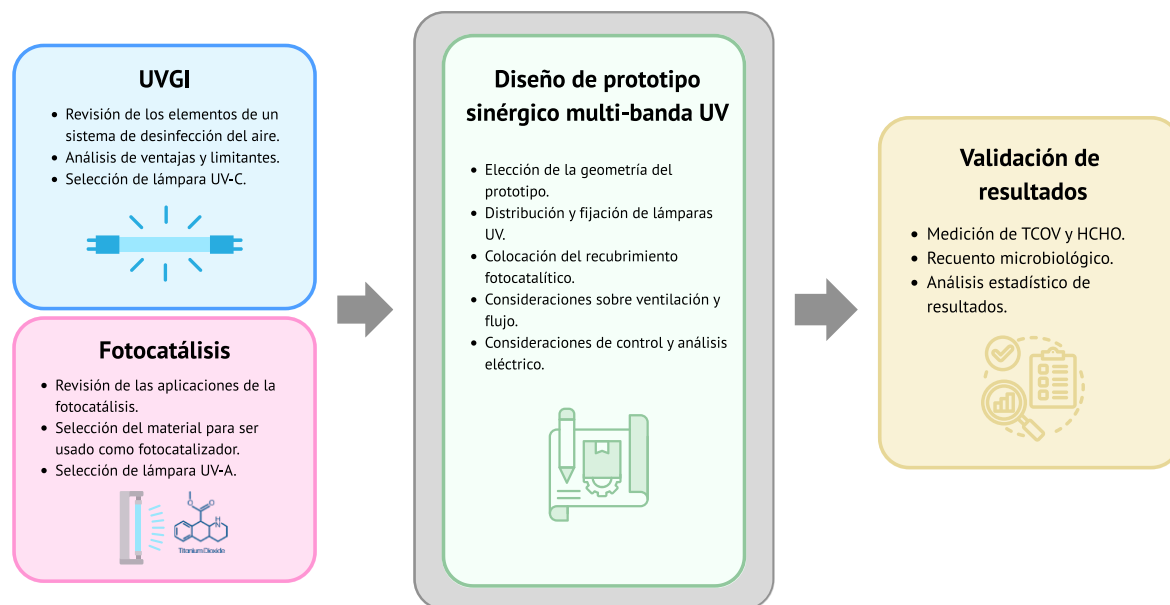 UVGI
• Revisión de los elementos de un
sistema de desinfección del aire.
• Análisis de ventajas y limitantes.
• Selección de lámpara UV-C.
Fotocatálisis
• Revisión de las aplicaciones de la
fotocatálisis.
• Selección del material para ser
usado como fotocatalizador.
• Selección de lámpara UV-A.
O
O
H
N
Titanium Dioxide
Diseño de prototipo
sinérgico multi-banda UV
• Elección de la geometría del
prototipo.
• Distribución y fijación de lámparas
UV.
• Colocación del recubrimiento
fotocatalítico.
• Consideraciones sobre ventilación y
flujo.
• Consideraciones de control y análisis
eléctrico.
Validación de
resultados
• Medición de TCOV y HCHO.
• Recuento microbiológico.
• Análisis estadístico de
resultados.